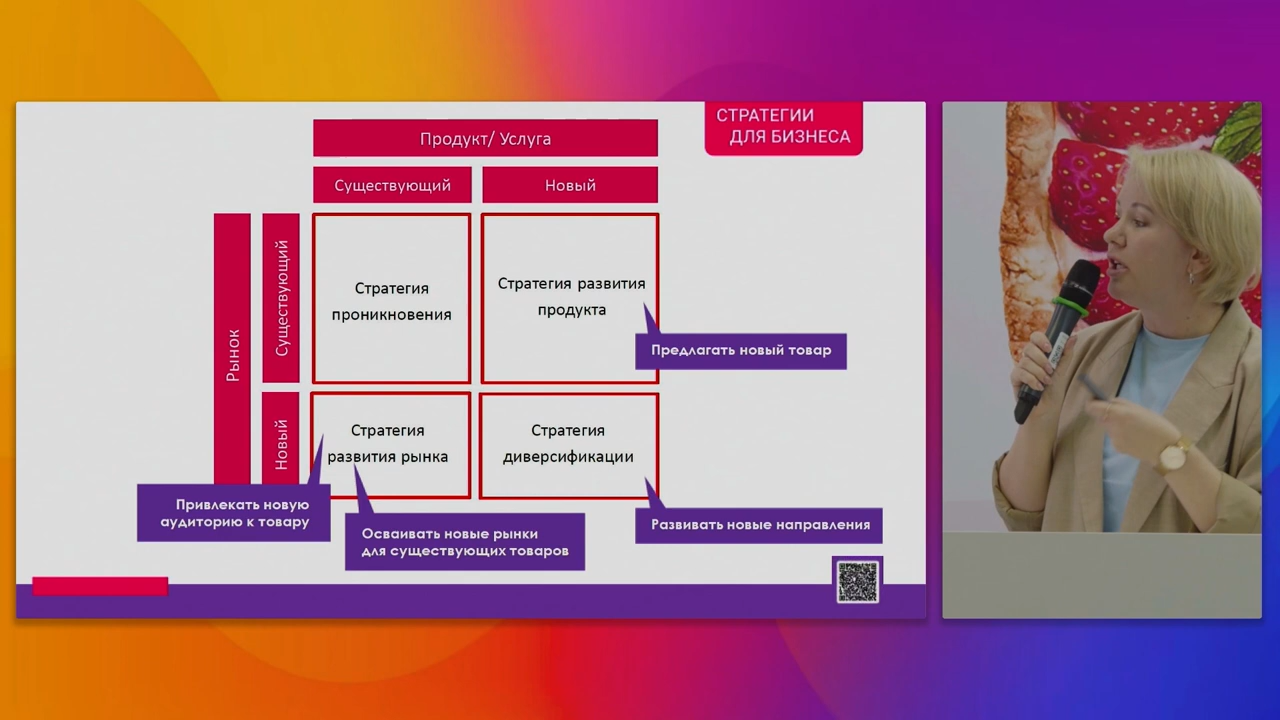 СТРАТЕГИИ
ДЛЯ БИЗНЕСА
Продукт/ Услуга
Существующий
Новый
Рынок
Существующий
Стратегия
проникновения
Стратегия развития
продукта
Предлагать новый товар
Новый
Стратегия
развития рынка
Стратегия
диверсификации
Привлекать новую
аудиторию к товару
Осваивать новые рынки
для существующих товаров
Развивать новые направления